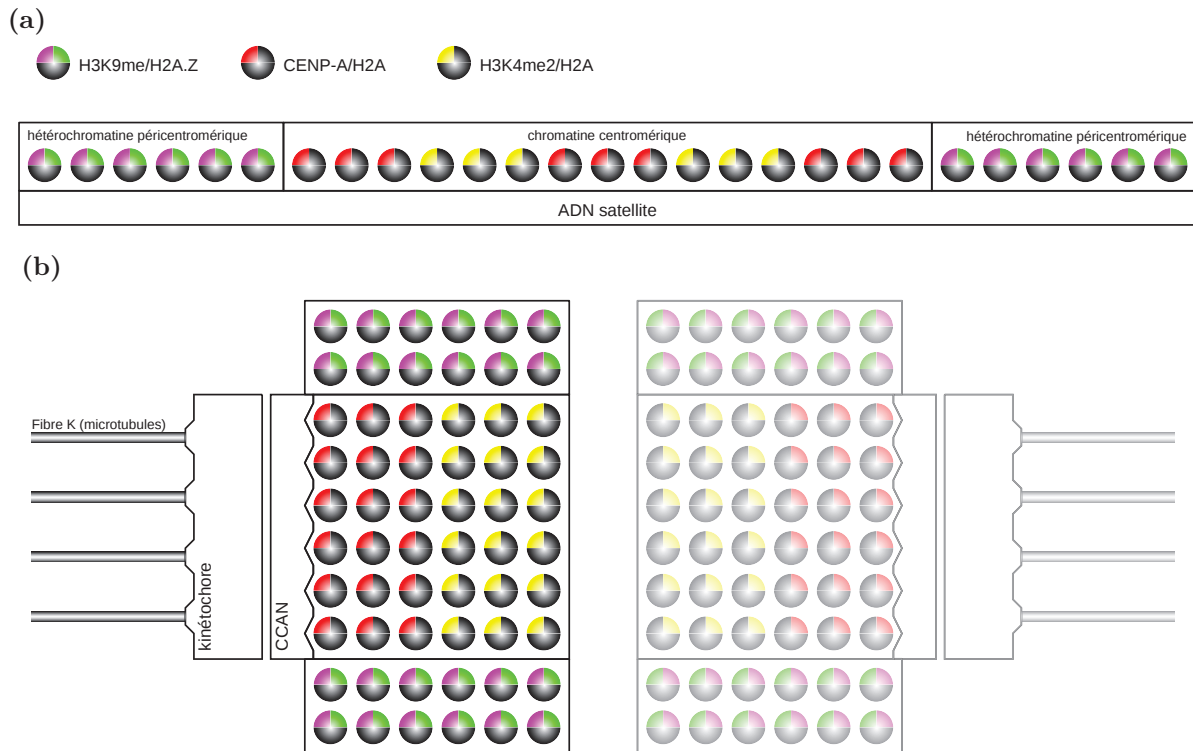 (a)
H3K9me/H2A.Z CENP-A/H2A H3K4me2/H2A
hétérochromatine péricentromérique chromatine centromérique hétérochromatine péricentromérique
ADN satellite
(b)
Fibre K (microtubules)
kinétochore
CCAN